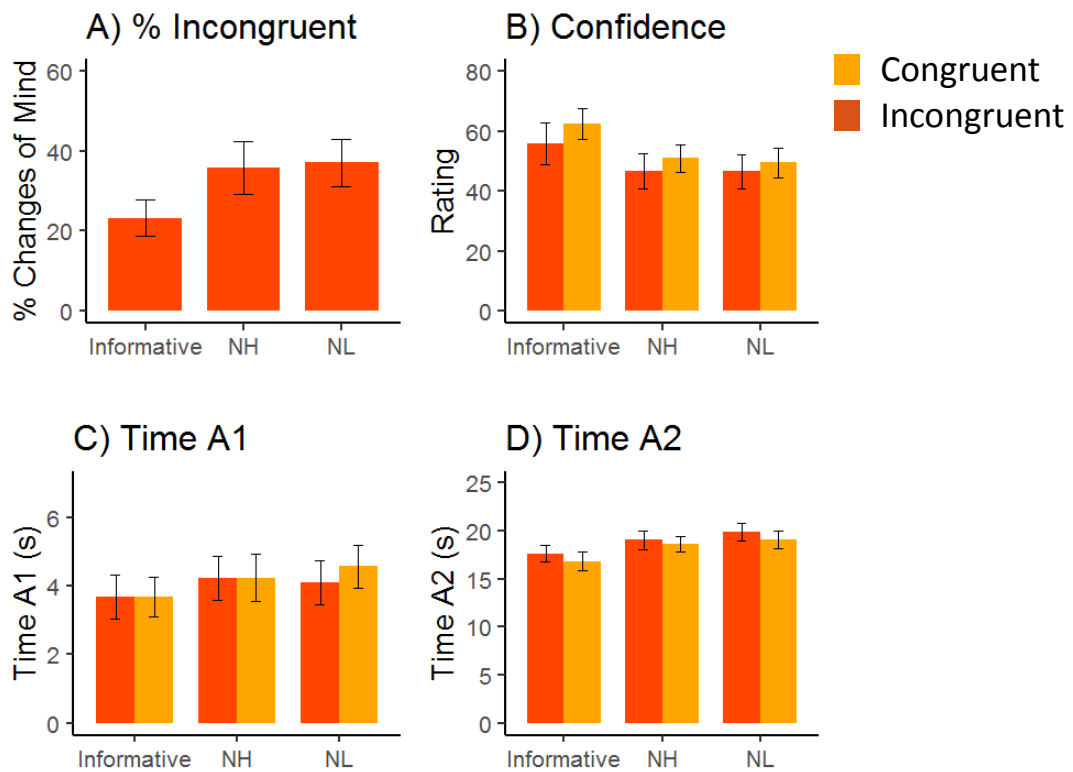 A) % Incongruent
% Changes of Mind
60
40
20
0
Informative NH NL
B) Confidence
Rating
80
60
40
20
0
Informative NH NL
Congruent
Incongruent
C) Time A1
Time A1 (s)
6
4
2
0
Informative NH NL
D) Time A2
Time A2 (s)
25
20
15
10
5
0
Informative NH NL